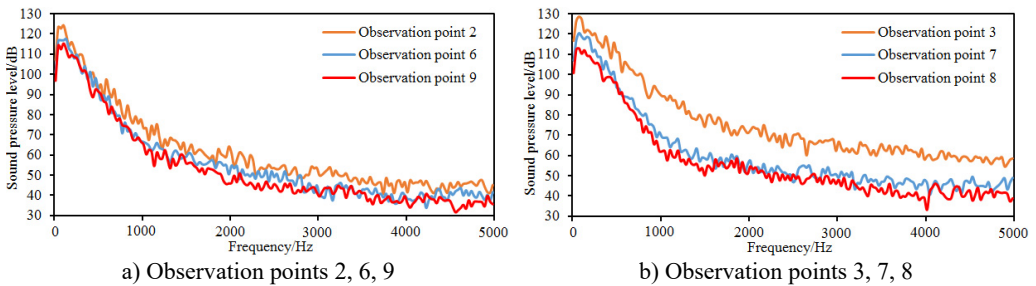 130
120
110
100
90
80
70
60
50
40
30
Sound pressure level/dB
Observation point 2
Observation point 6
Observation point 9
0 1000 2000 3000 4000 5000
Frequency/Hz
a) Observation points 2, 6, 9
130
120
110
100
90
80
70
60
50
40
30
Sound pressure level/dB
Observation point 3
Observation point 7
Observation point 8
0 1000 2000 3000 4000 5000
Frequency/Hz
b) Observation points 3, 7, 8